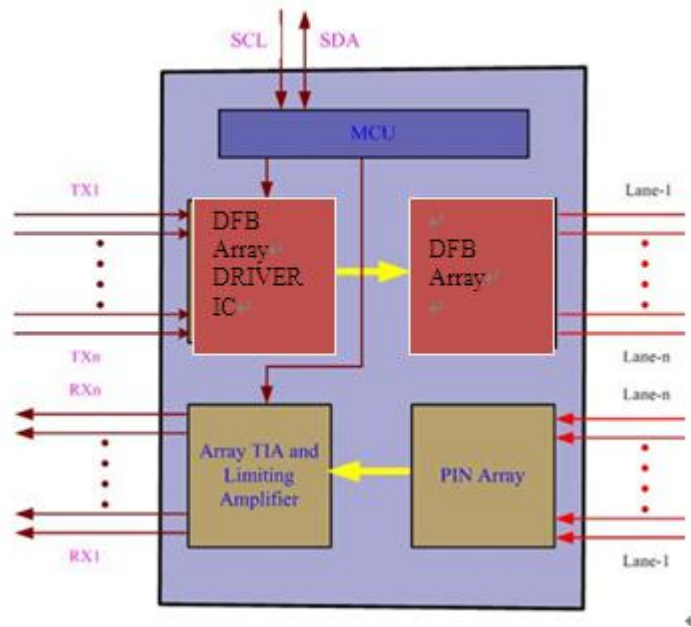 SCL SDA
MCU
TX1
Lane-1
DFB
Array
DRIVER
IC
DFB
Array
TXn
Lane-n
RXn
Lane-n
Array TIA and
Limiting
Amplifier
PIN Array
RX1
Lane-1